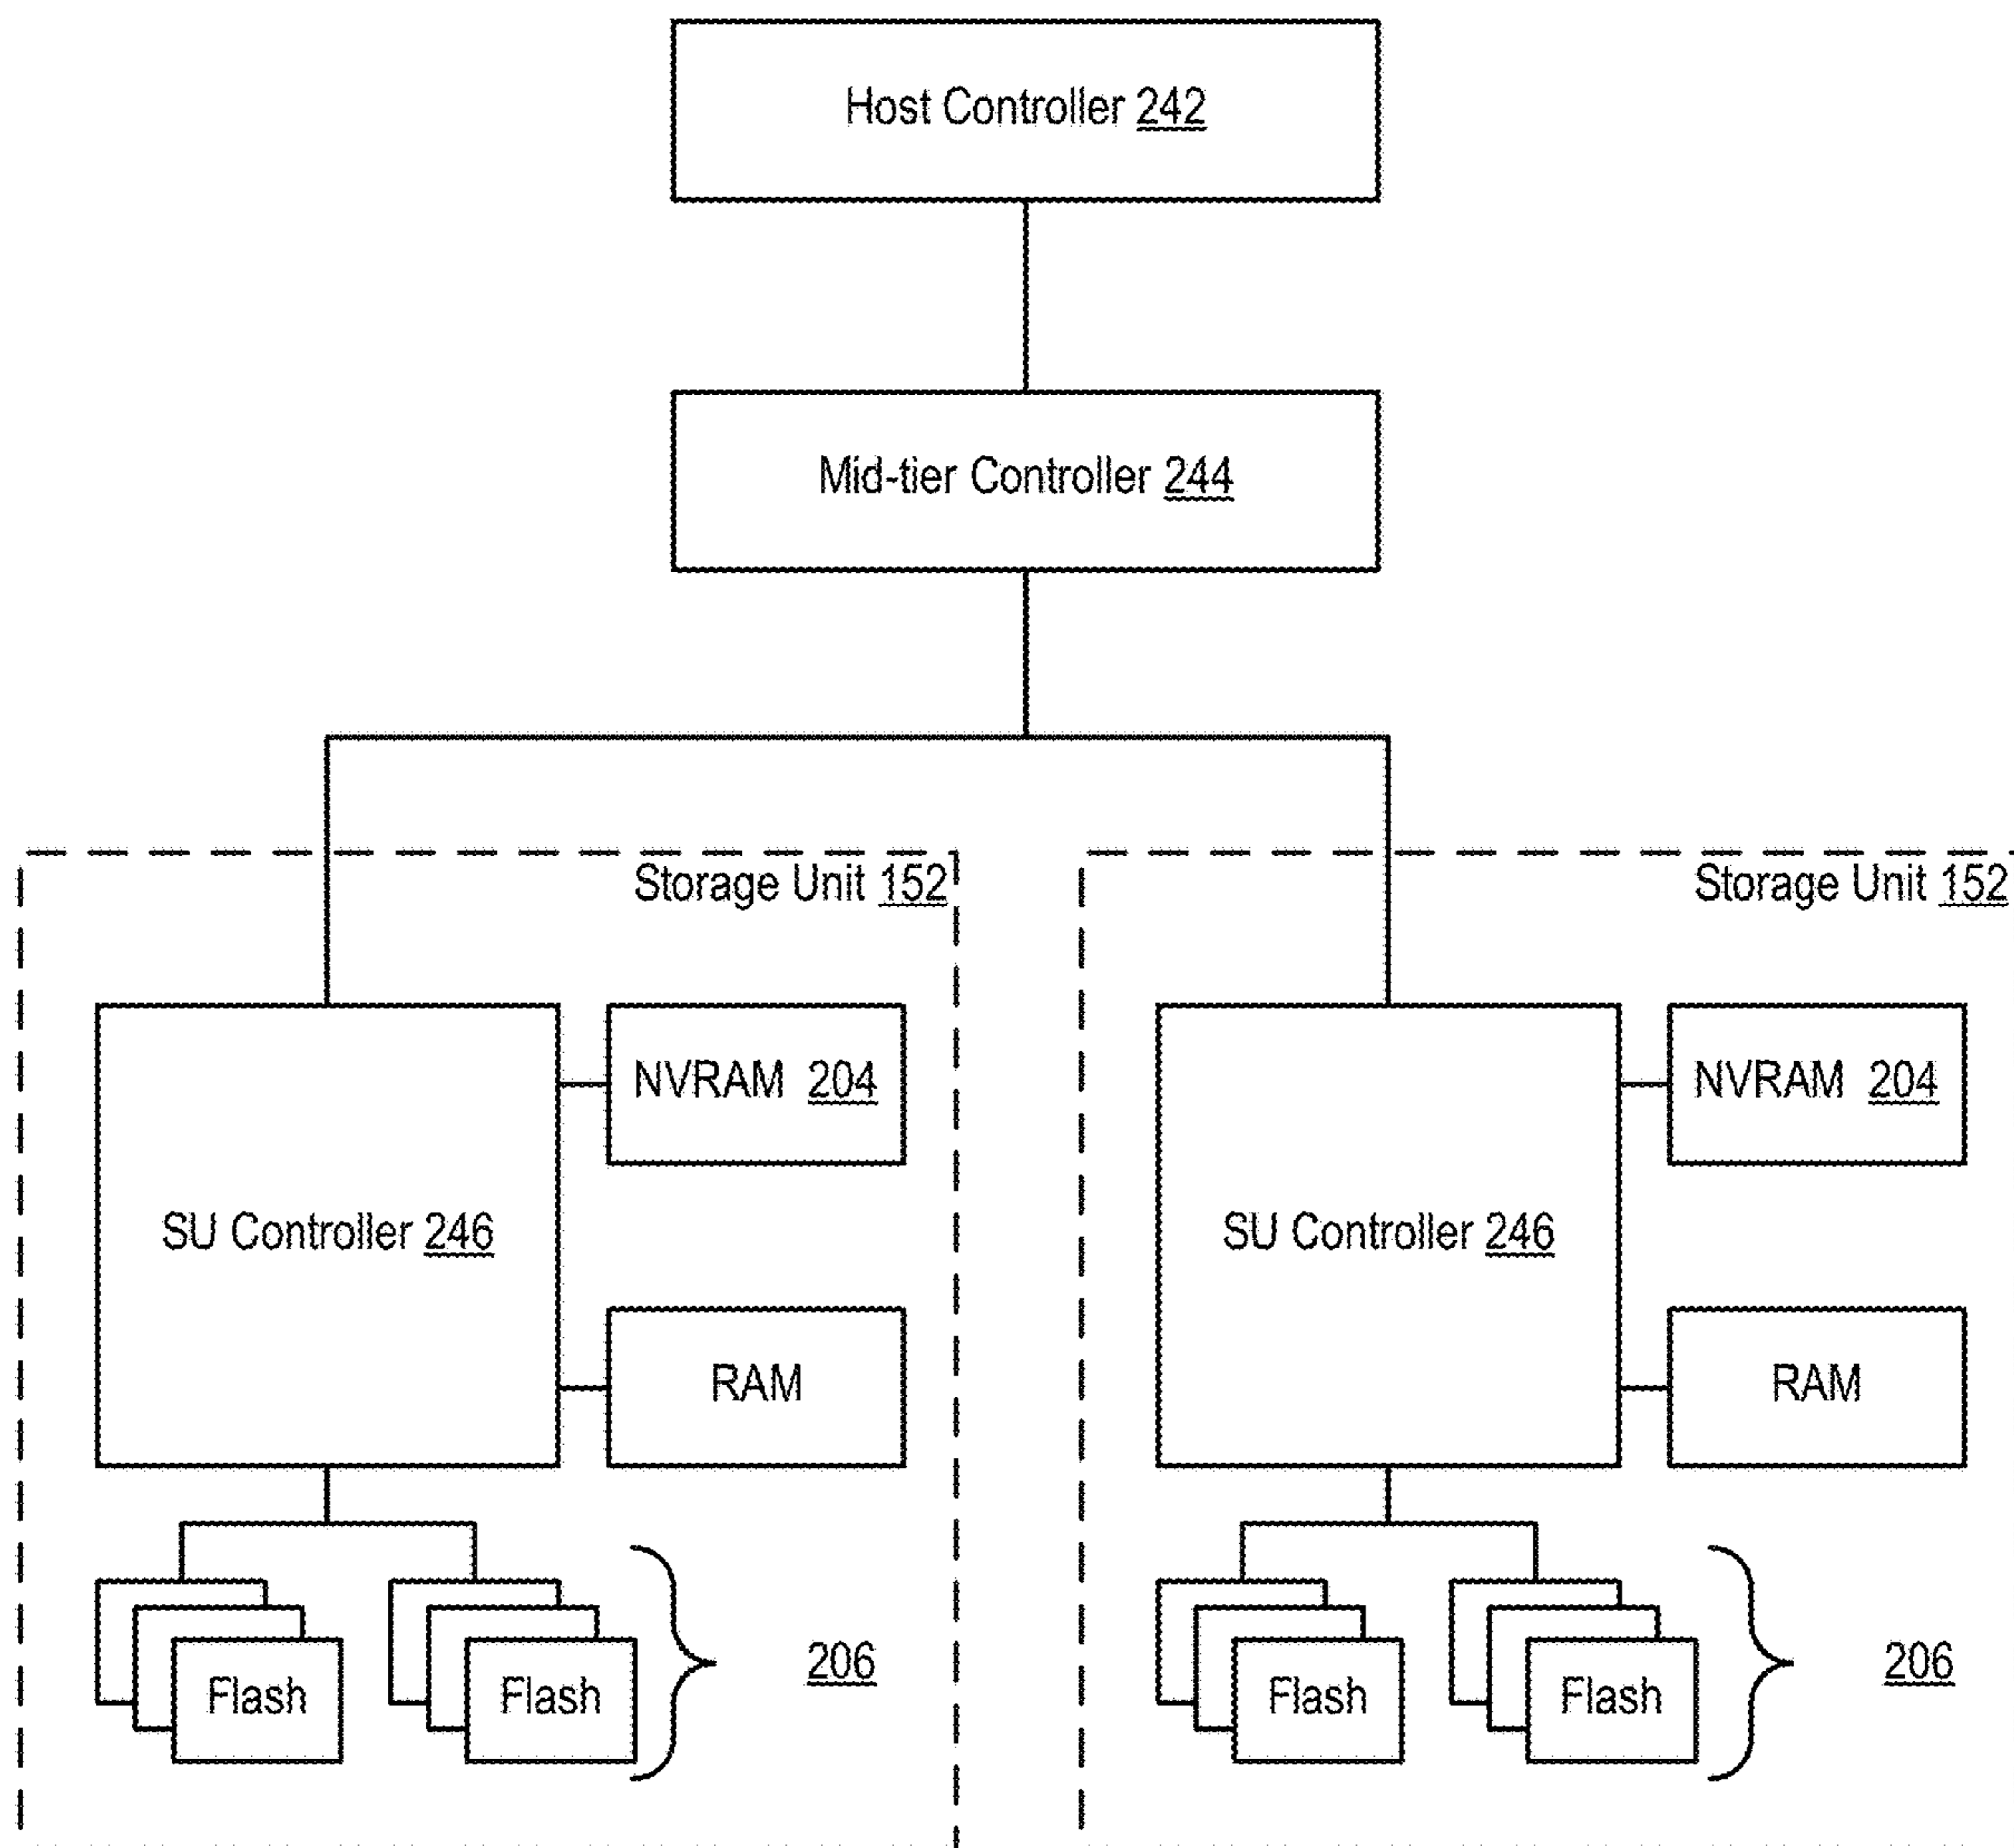 Host Controller 242
Mid-tier Controller 244
Storage Unit 152
Storage Unit 152
NVRAM 204
NVRAM 204
SU Controller 246
SU Controller 246
RAM
RAM
Flash
Flash
206
Flash
Flash
206